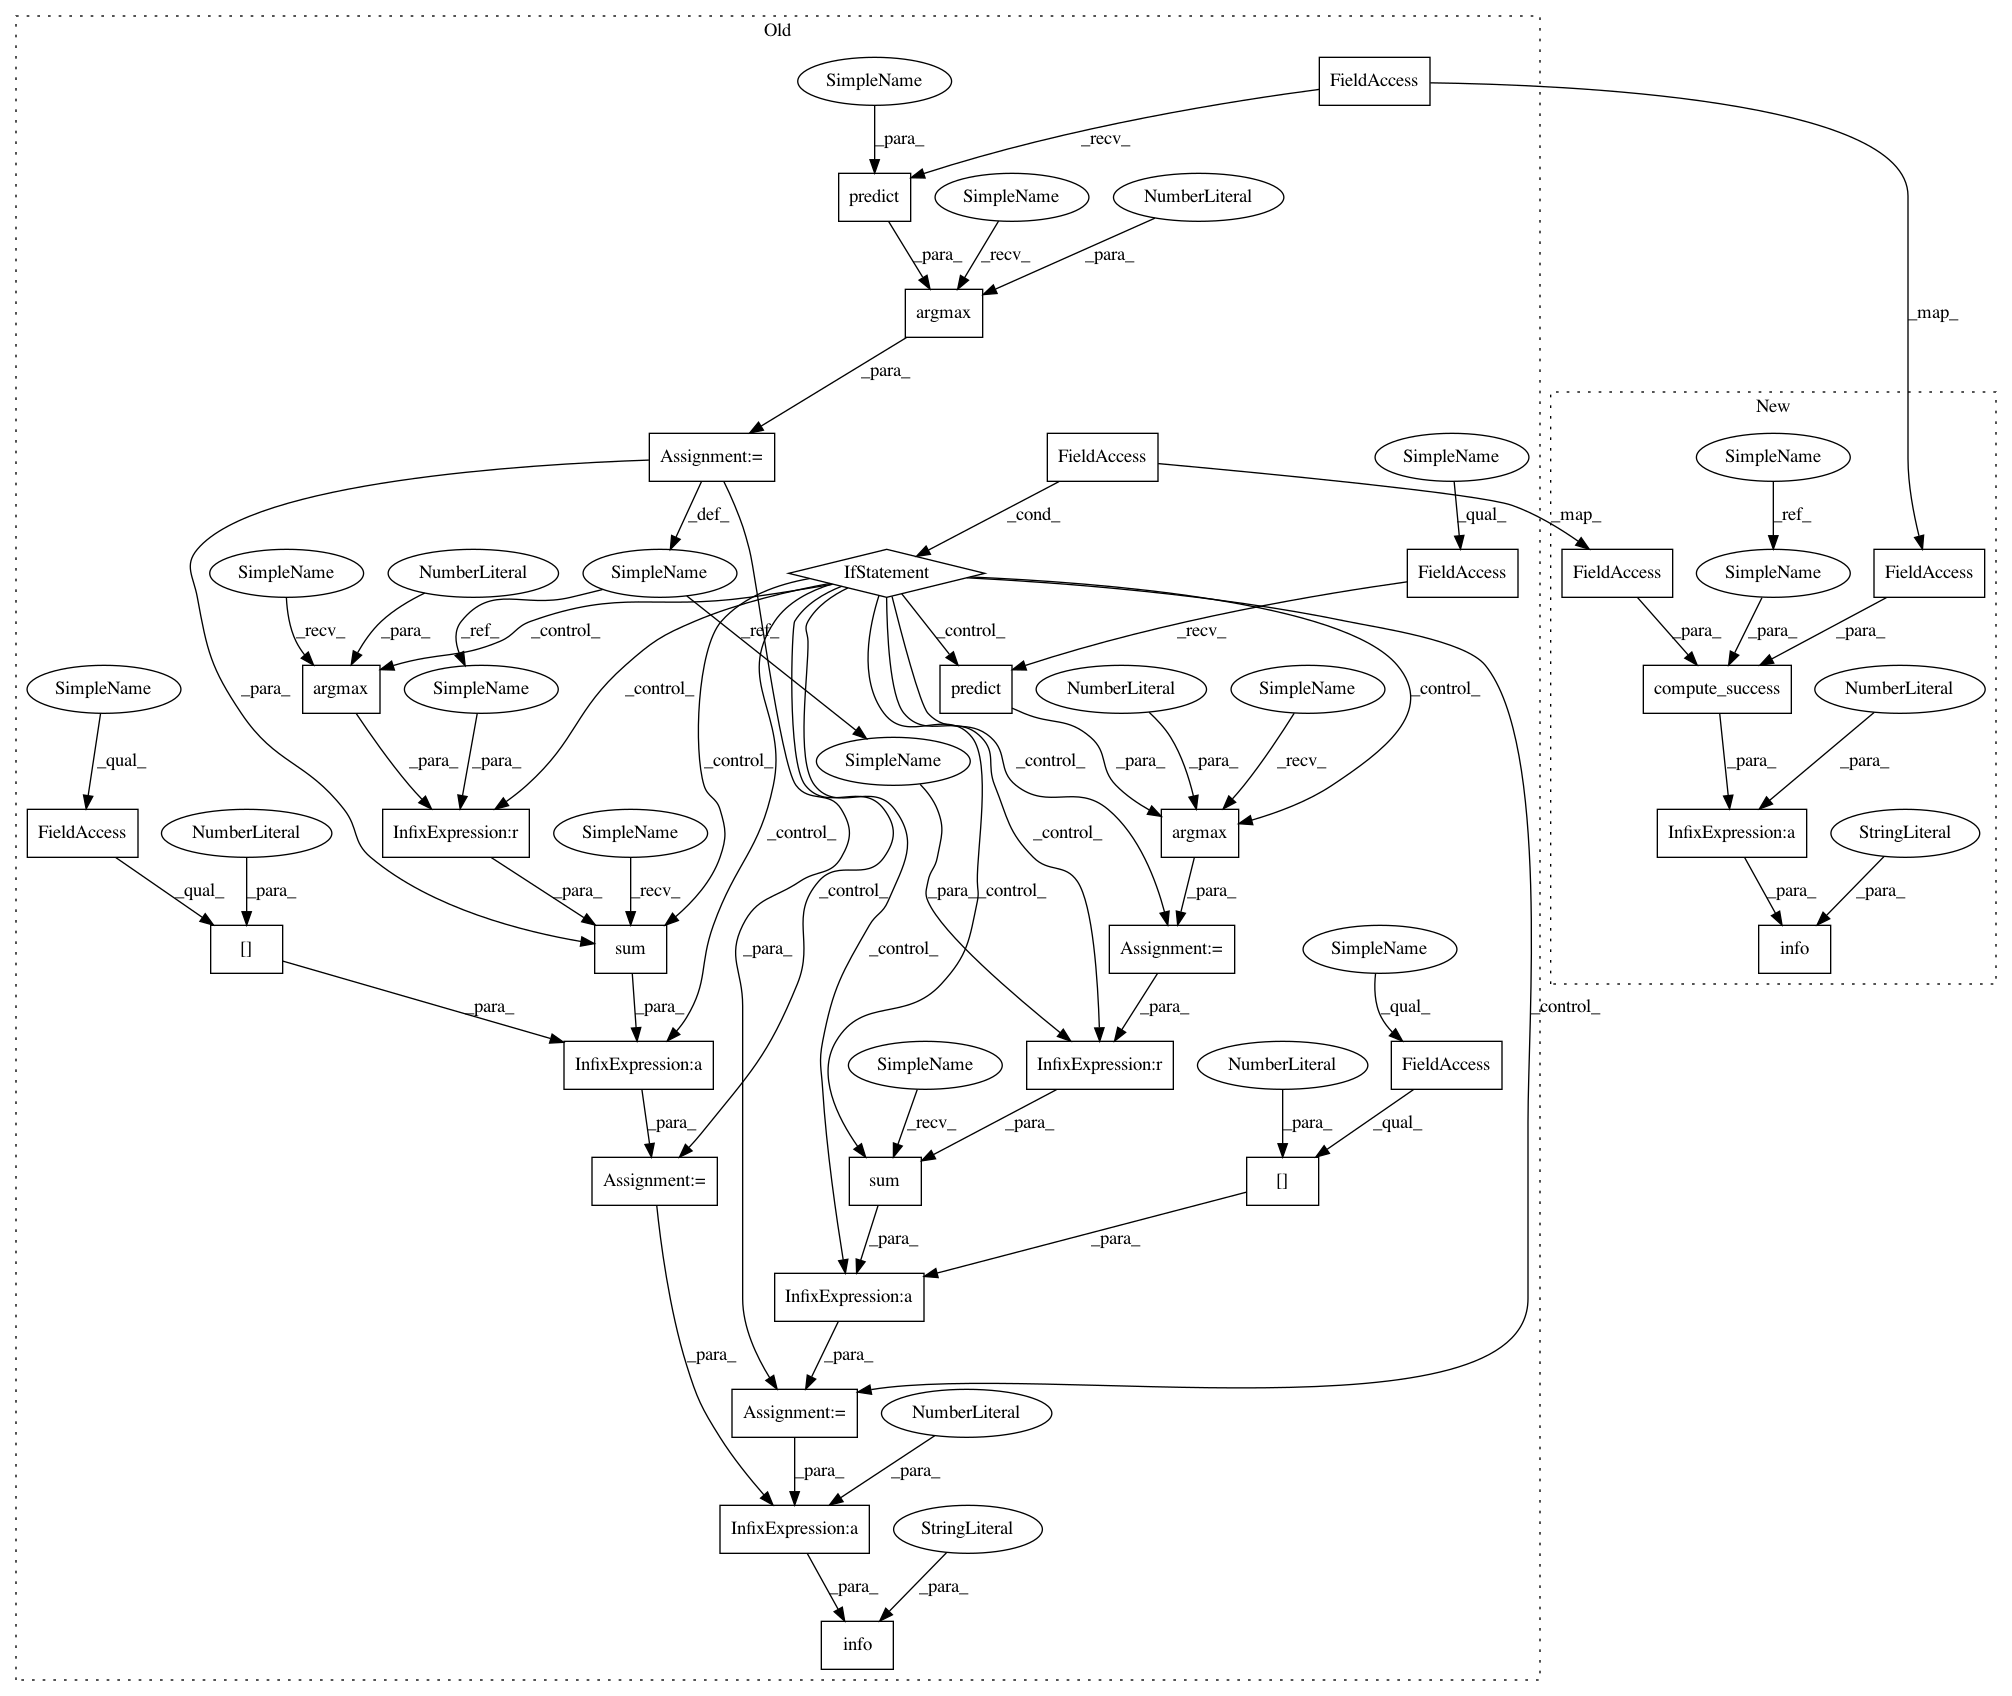 Old
SimpleName
FieldAccess
_para_
_recv_
predict
SimpleName
NumberLiteral
_para_
_recv_
_para_
argmax
_map_
_para_
New
Assignment:=
FieldAccess
SimpleName
SimpleName
_def_
_cond_
_qual_
_map_
_ref_
SimpleName
NumberLiteral
SimpleName
IfStatement
FieldAccess
FieldAccess
SimpleName
FieldAccess
_recv_
_para_
_control_
_ref_
_ref_
_control_
_recv_
_para_
_para_
_para_
SimpleName
_para_
argmax
SimpleName
_control_
predict
NumberLiteral
SimpleName
_control_
compute_success
NumberLiteral
_qual_
_para_
_para_
_control_
SimpleName
_control_
_para_
_para_
_recv_
_para_
_para_
FieldAccess
NumberLiteral
InfixExpression:r
SimpleName
_control_
_control_
argmax
InfixExpression:a
StringLiteral
_qual_
_para_
_para_
_recv_
_control_
_para_
_control_
_para_
_para_
_para_
[]
sum
_para_
_control_
Assignment:=
SimpleName
info
_para_
_para_
_para_
_qual_
_control_
InfixExpression:a
SimpleName
InfixExpression:r
NumberLiteral
FieldAccess
_para_
_recv_
_para_
_para_
_qual_
Assignment:=
sum
[]
_para_
_para_
InfixExpression:a
_para_
_para_
Assignment:=
NumberLiteral
_para_
_para_
InfixExpression:a
StringLiteral
_para_
_para_
info